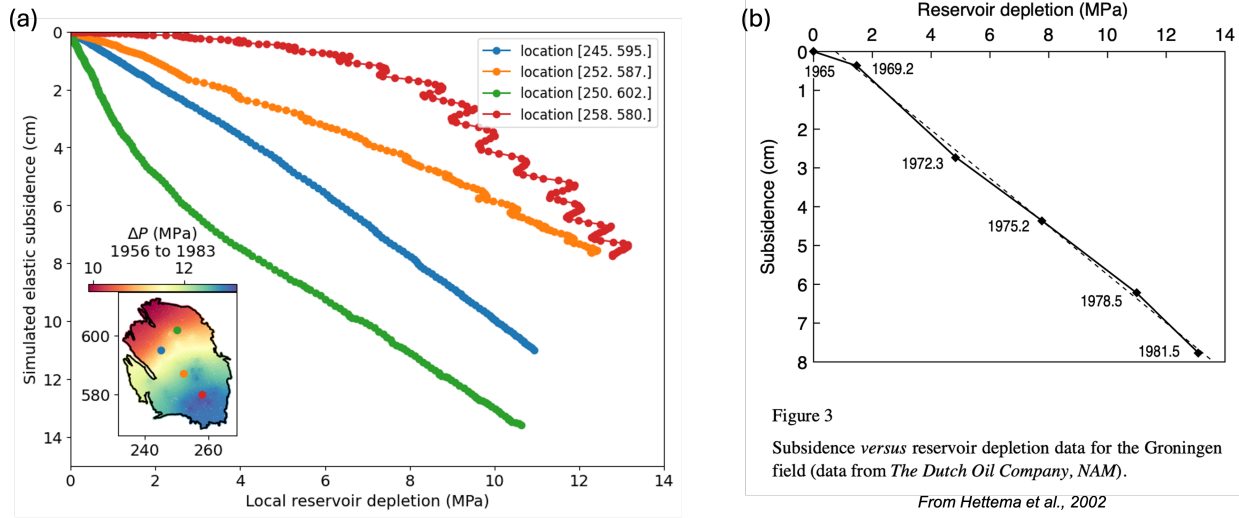 (a)
0
2
4
6
8
10
12
14
Simulated elastic subsidence (cm)
0 2 4 6 8 10 12 14
Local reservoir depletion (MPa)
location [245. 595.]
location [252. 587.]
location [250. 602.]
location [258. 580.]
ΔP (MPa)
1956 to 1983
10 12
600
580
240 260
(b)
Reservoir depletion (MPa)
0 2 4 6 8 10 12 14
0
1
2
3
4
5
6
7
8
Subsidence (cm)
1965
1969.2
1972.3
1975.2
1978.5
1981.5
Figure 3
Subsidence versus reservoir depletion data for the Groningen
field (data from The Dutch Oil Company, NAM).
From Hettema et al., 2002